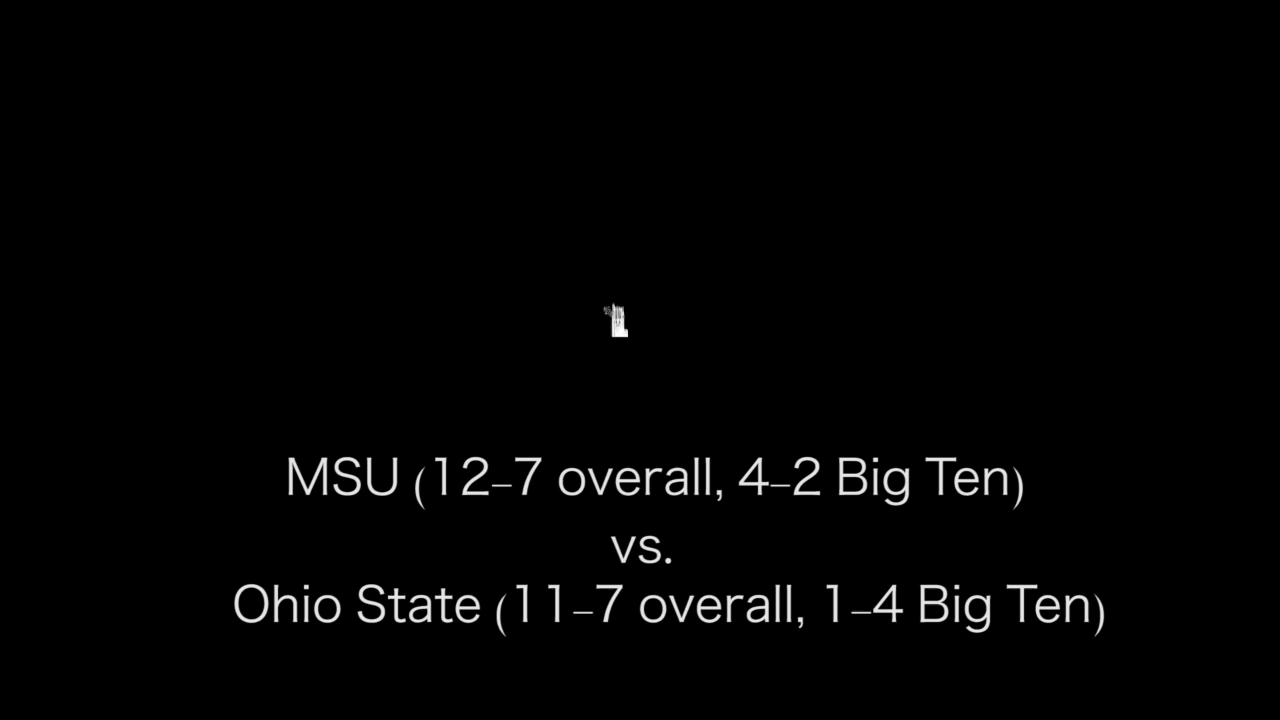 MSU (12–7 overall, 4–2 Big Ten)
vs.
Ohio State (11–7 overall, 1–4 Big Ten)